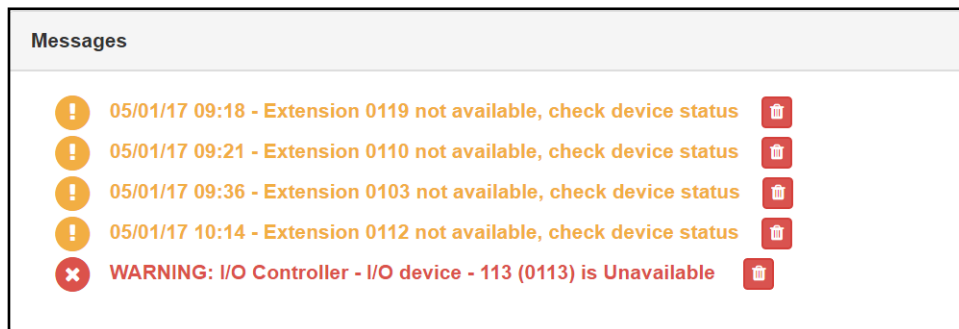 Messages
05/01/17 09:18 - Extension 0119 not available, check device status
05/01/17 09:21 - Extension 0110 not available, check device status
05/01/17 09:36 - Extension 0103 not available, check device status
05/01/17 10:14 - Extension 0112 not available, check device status
WARNING: I/O Controller - I/O device - 113 (0113) is Unavailable